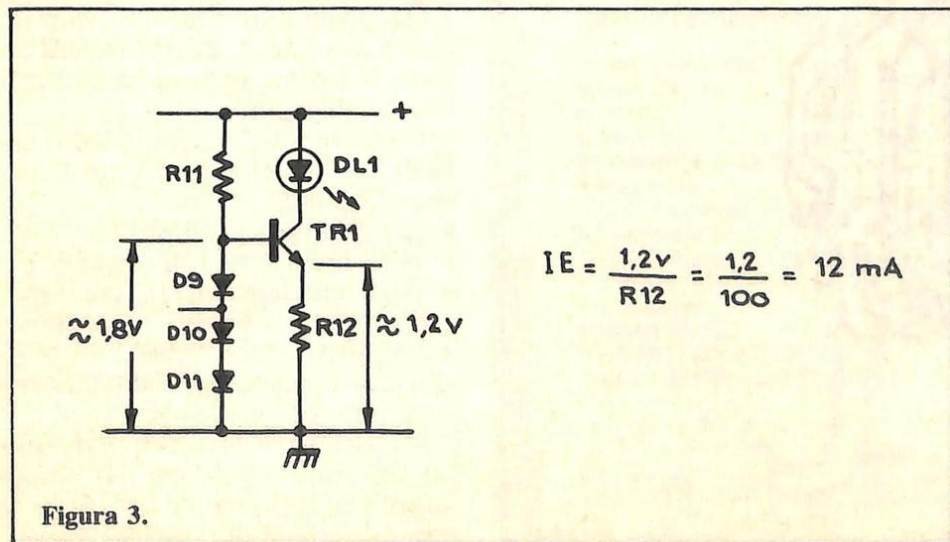 +
R11
DL1
TR1
D9
≈ 1,8V
D10
R12
≈ 1,2V
D11
IE = 1,2V / R12 = 1,2 / 100 = 12 mA
Figura 3.